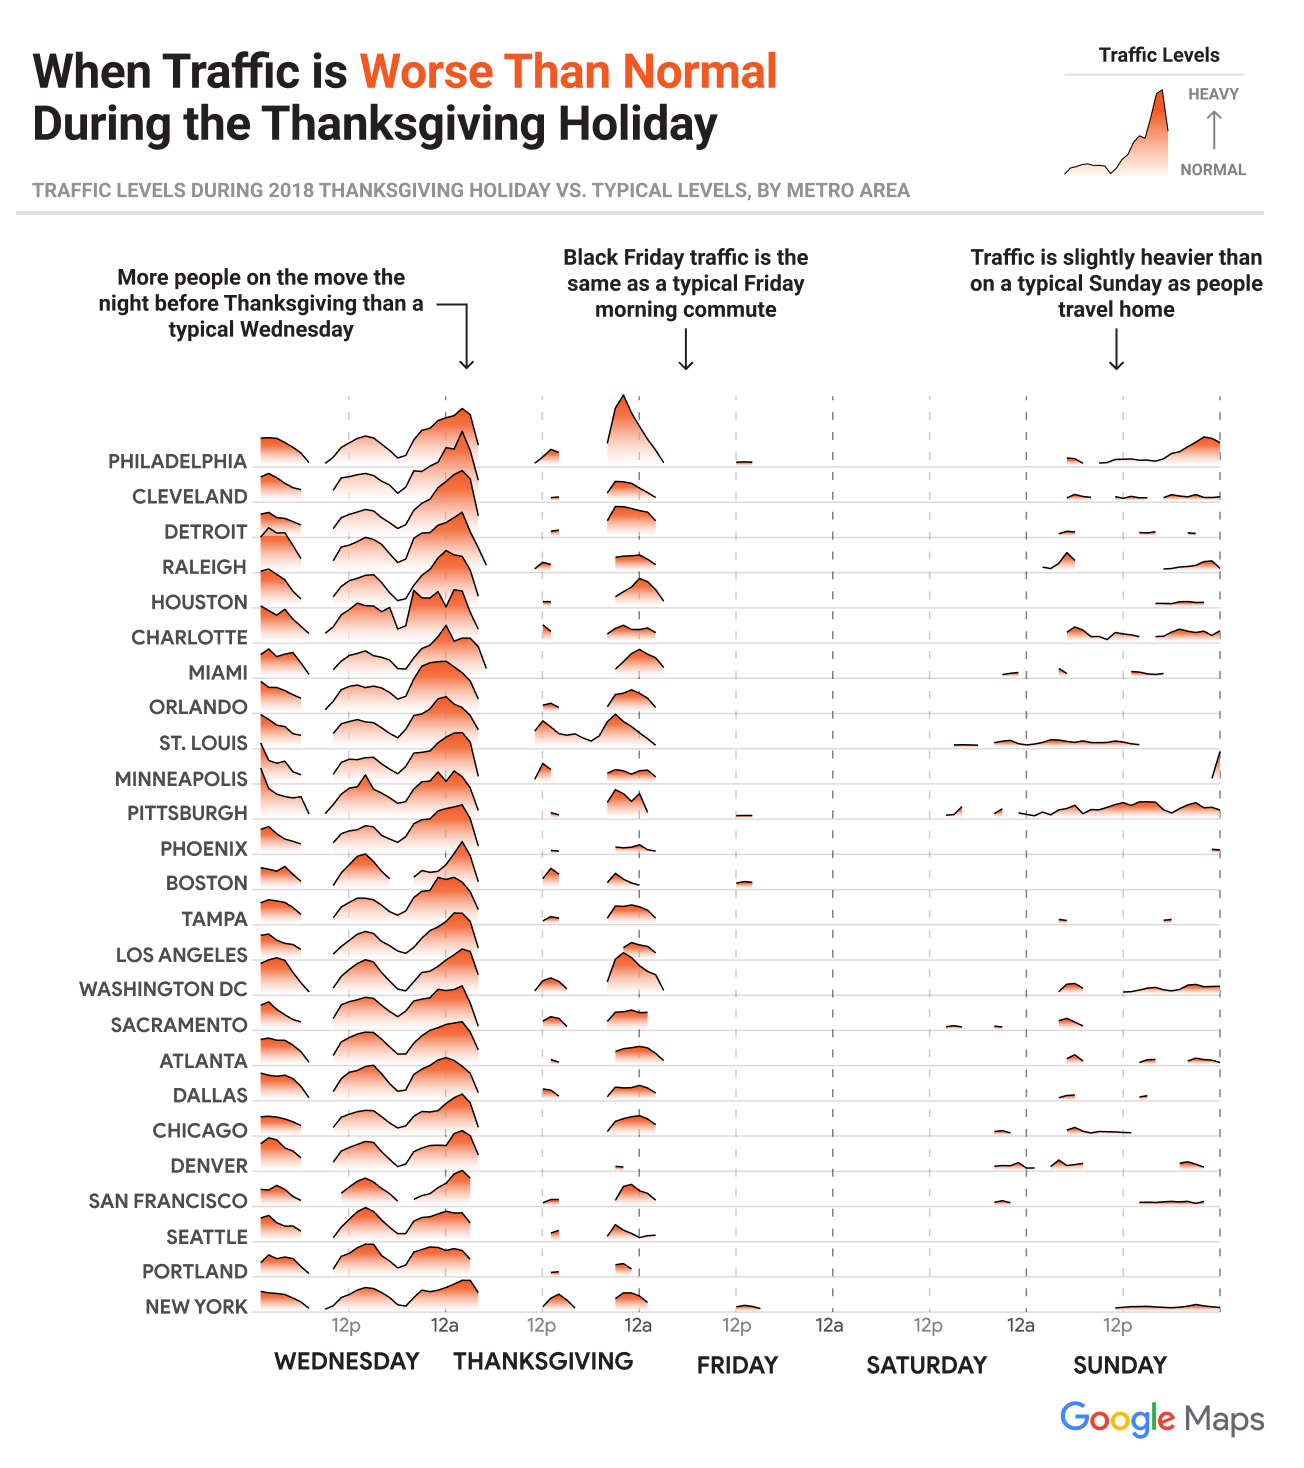 When Traffic is Worse Than Normal
During the Thanksgiving Holiday
TRAFFIC LEVELS DURING 2018 THANKSGIVING HOLIDAY VS. TYPICAL LEVELS, BY METRO AREA
Traffic Levels
HEAVY
NORMAL
More people on the move the
night before Thanksgiving than a
typical Wednesday
Black Friday traffic is the
same as a typical Friday
morning commute
Traffic is slightly heavier than
on a typical Sunday as people
travel home
PHILADELPHIA
CLEVELAND
DETROIT
RALEIGH
HOUSTON
CHARLOTTE
MIAMI
ORLANDO
ST. LOUIS
MINNEAPOLIS
PITTSBURGH
PHOENIX
BOSTON
TAMPA
LOS ANGELES
WASHINGTON DC
SACRAMENTO
ATLANTA
DALLAS
CHICAGO
DENVER
SAN FRANCISCO
SEATTLE
PORTLAND
NEW YORK
12p 12a 12p 12a 12p 12a 12p 12a 12p
WEDNESDAY THANKSGIVING FRIDAY SATURDAY SUNDAY
Google Maps